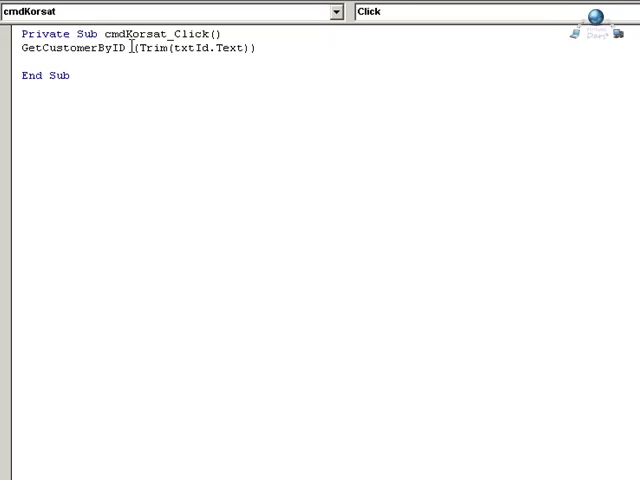 cmdKorsat
Click
Private Sub cmdKorsat_Click()
GetCustomerByID (Trim(txtId.Text))
End Sub